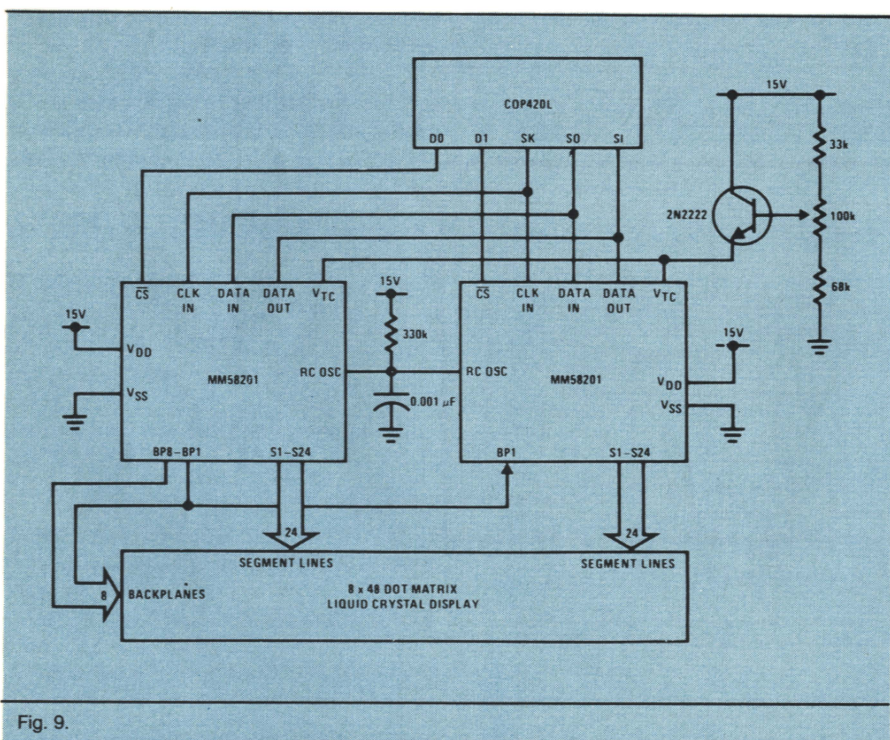 COP420L
D0 D1 SK SO SI
15V
33k
2N2222
100k
68k
CS CLK IN DATA IN DATA OUT VTC
15V
330k
CS CLK IN DATA IN DATA OUT VTC
15V
VDD
MM58201
RC OSC
RC OSC
MM58201
15V
VDD
VSS
VSS
0.001 µF
BP8–BP1 S1–S24
BP1 S1–S24
24
24
SEGMENT LINES
SEGMENT LINES
8 BACKPLANES
8 x 48 DOT MATRIX
LIQUID CRYSTAL DISPLAY
Fig. 9.